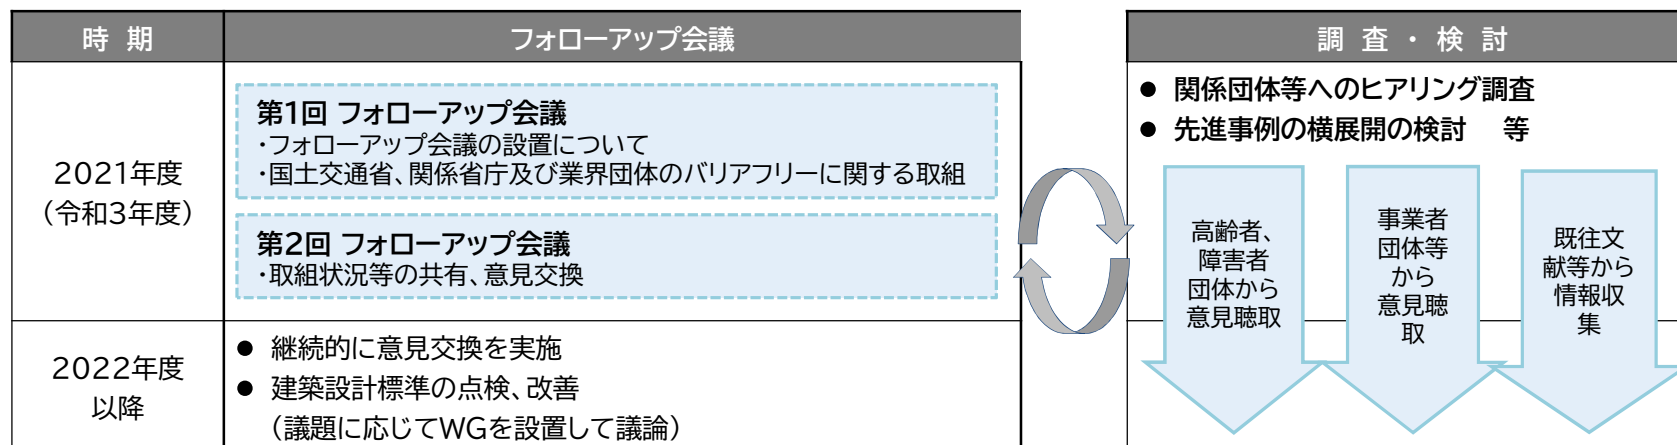 時 期
フォローアップ会議
調 査 ・ 検 討
2021年度
（令和3年度）
第1回 フォローアップ会議
・フォローアップ会議の設置について
・国土交通省、関係省庁及び業界団体のバリアフリーに関する取組
第2回 フォローアップ会議
・取組状況等の共有、意見交換
● 関係団体等へのヒアリング調査
● 先進事例の横展開の検討 等
高齢者、
障害者
団体から
意見聴取
事業者
団体等
から
意見聴
取
既往文
献等から
情報収
集
2022年度
以降
● 継続的に意見交換を実施
● 建築設計標準の点検、改善
（議題に応じてWGを設置して議論）